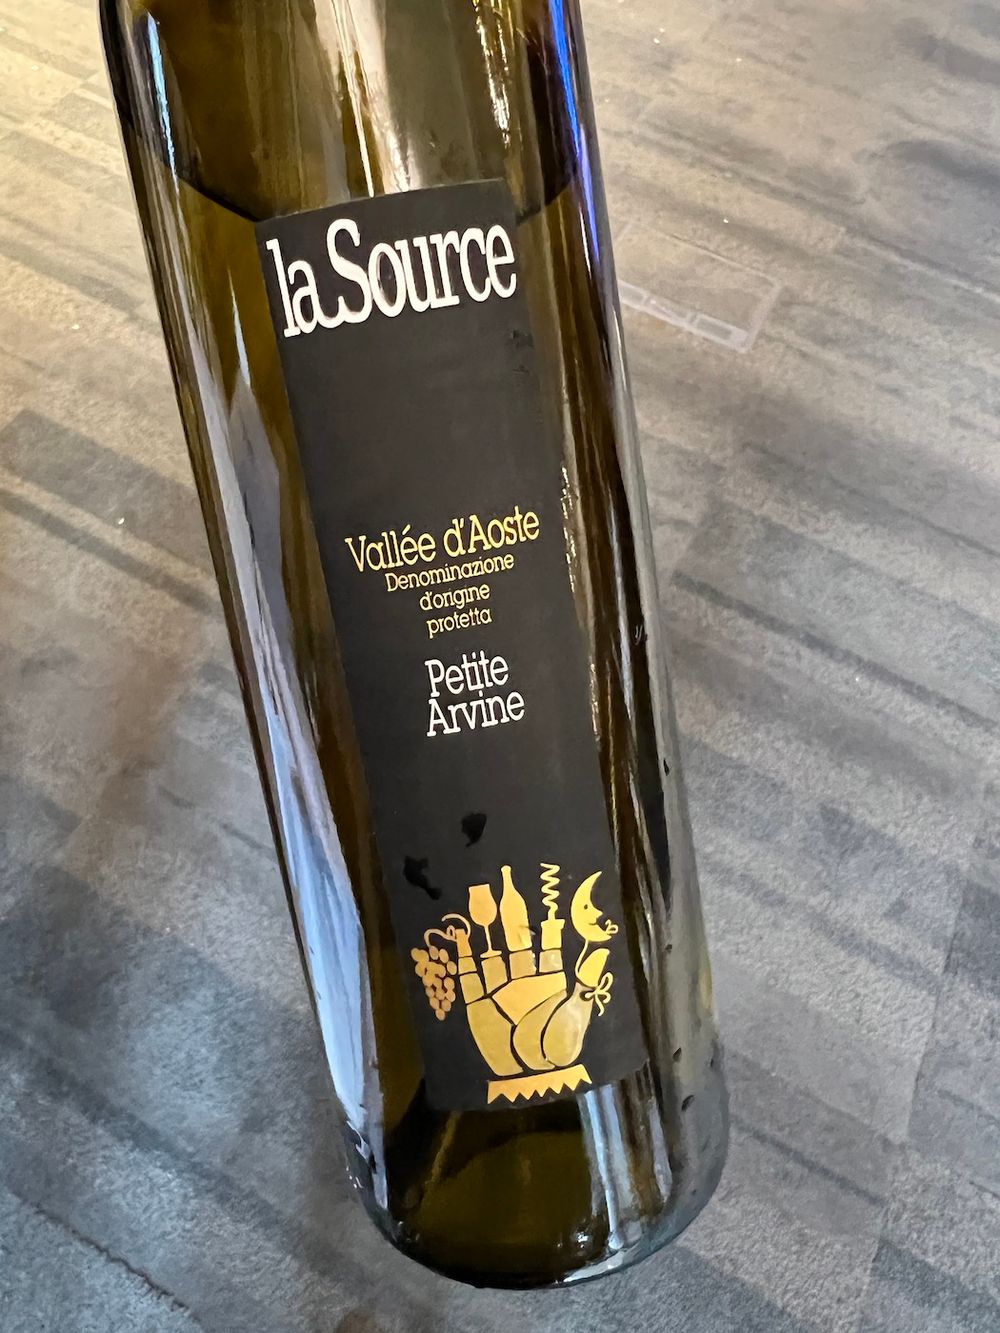 la Source
Vallée d'Aoste
Denominazione
d'origine
protetta
Petite
Arvine